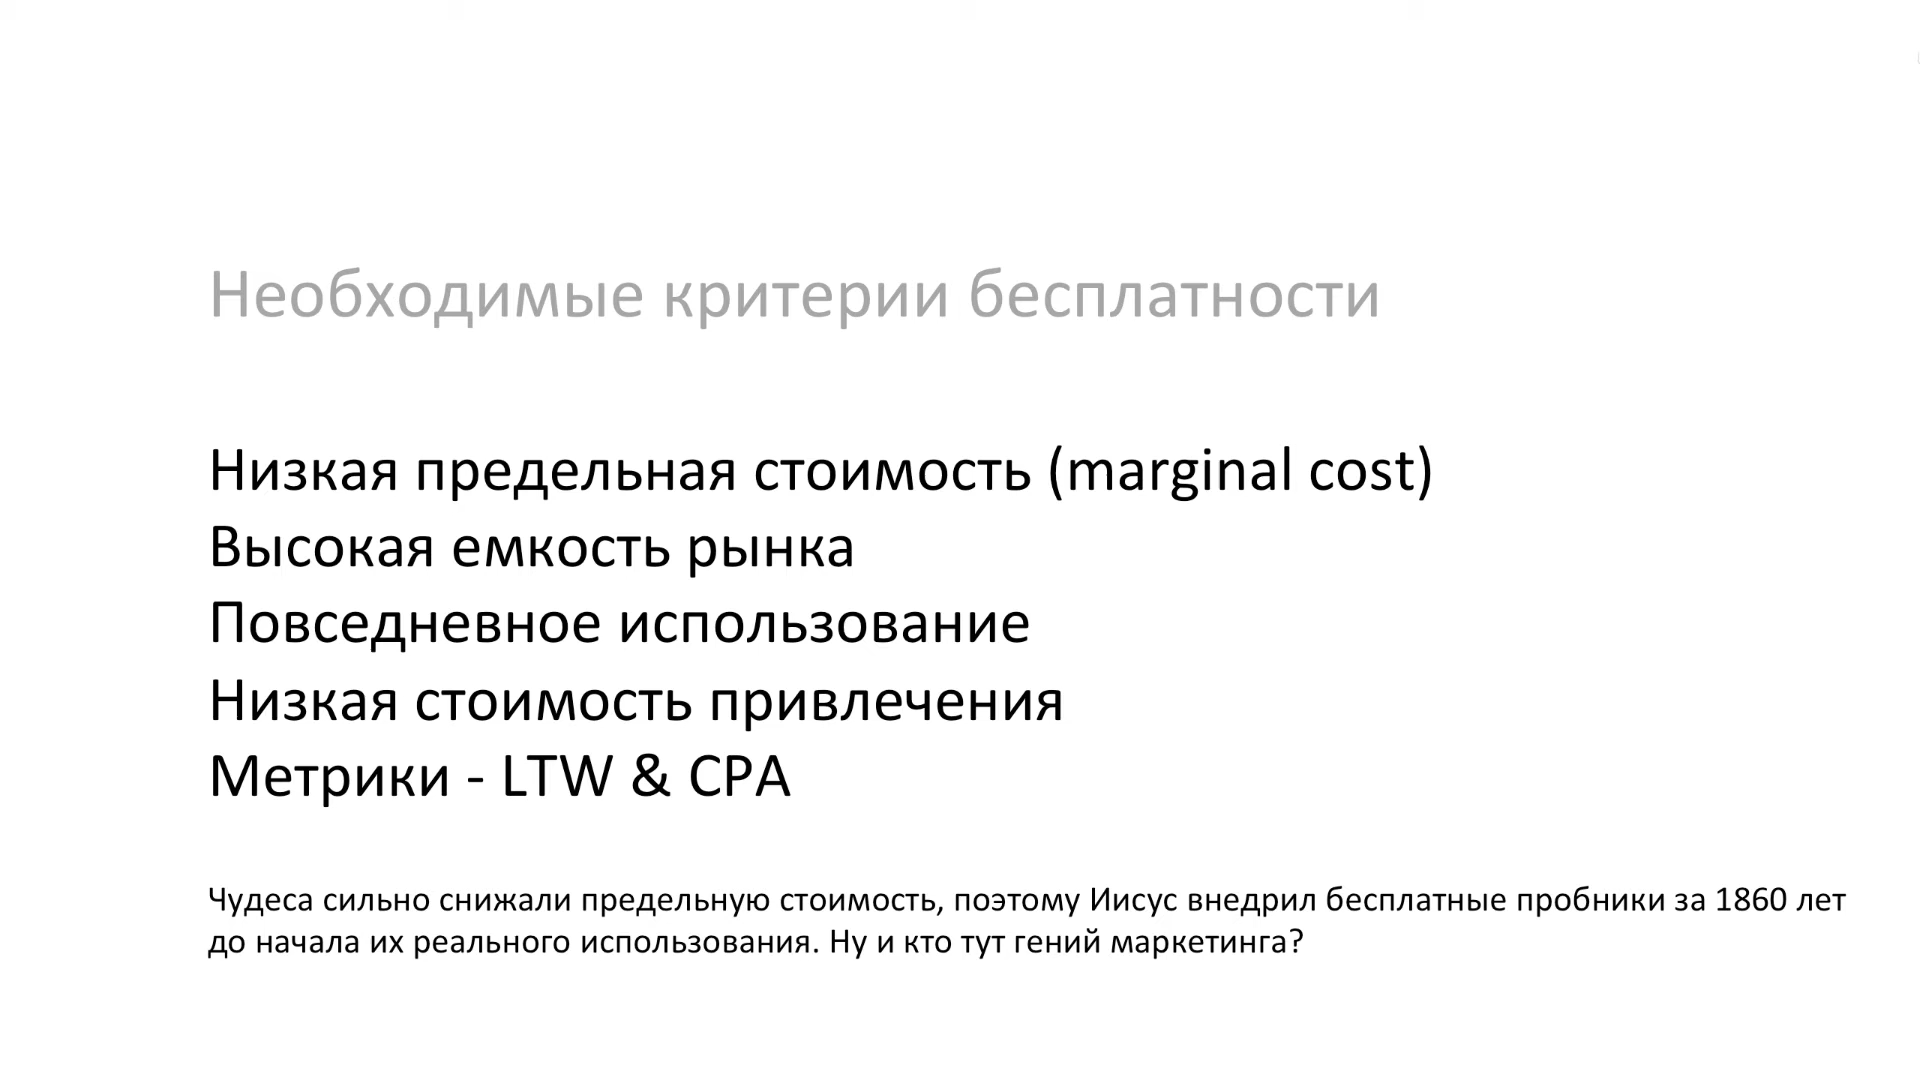 Необходимые критерии бесплатности
Низкая предельная стоимость (marginal cost)
Высокая емкость рынка
Повседневное использование
Низкая стоимость привлечения
Метрики - LTW & CPA
Чудеса сильно снижали предельную стоимость, поэтому Иисус внедрил бесплатные пробники за 1860 лет
до начала их реального использования. Ну и кто тут гений маркетинга?